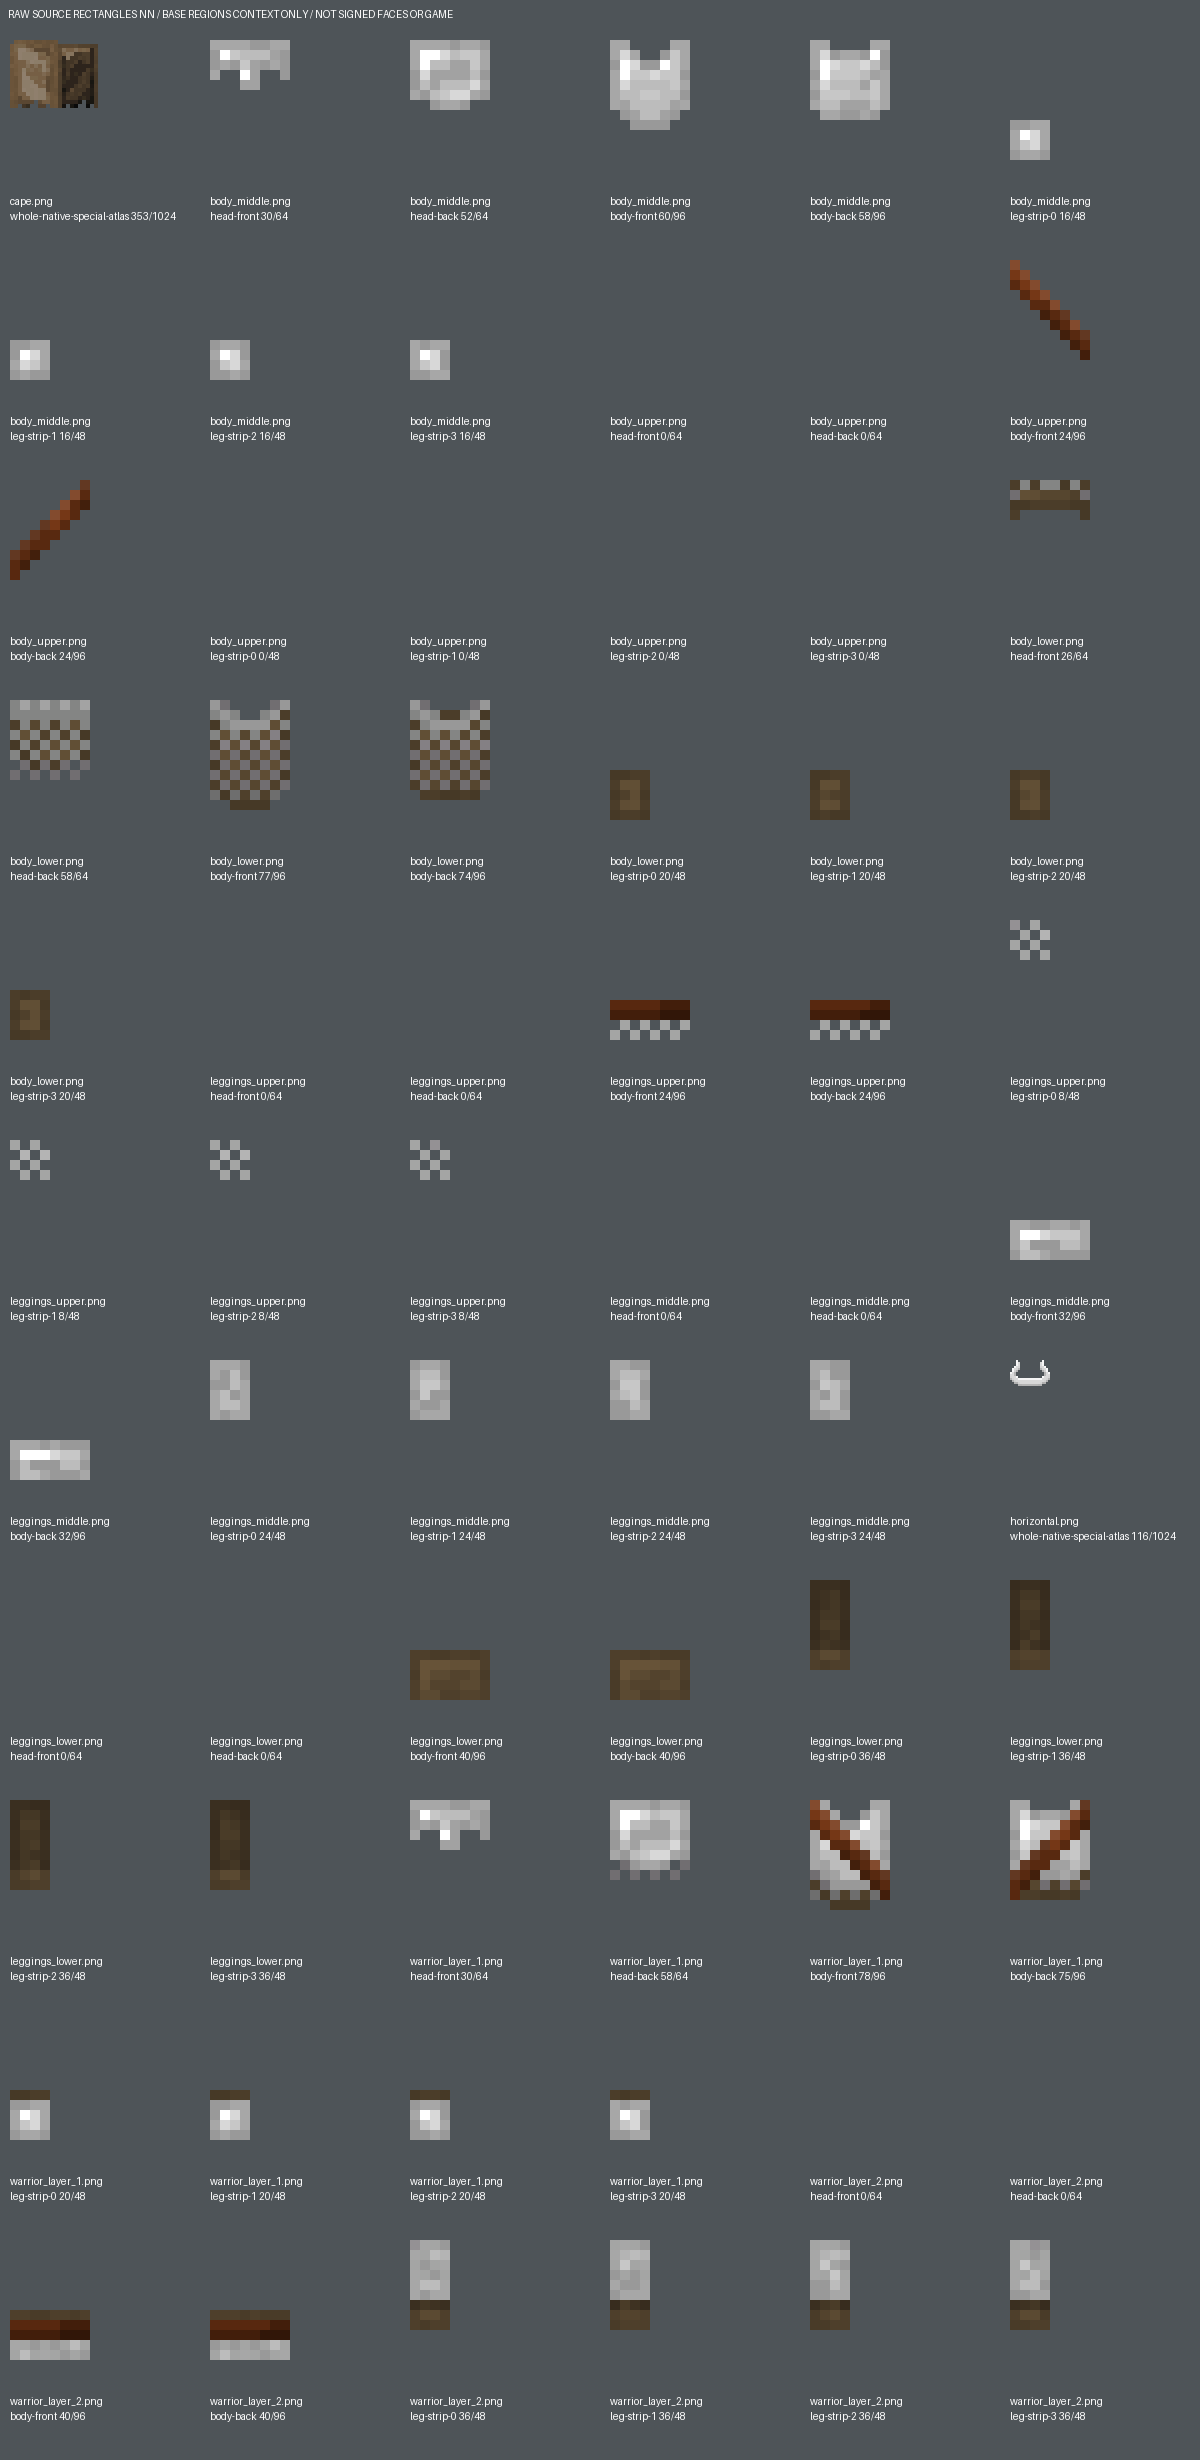 RAW SOURCE RECTANGLES NN / BASE REGIONS CONTEXT ONLY / NOT SIGNED FACES OR GAME
cape.png
whole-native-special-atlas 353/1024
body_middle.png
head-front 30/64
body_middle.png
head-back 52/64
body_middle.png
body-front 60/96
body_middle.png
body-back 58/96
body_middle.png
leg-strip-0 16/48
body_middle.png
leg-strip-1 16/48
body_middle.png
leg-strip-2 16/48
body_middle.png
leg-strip-3 16/48
body_upper.png
head-front 0/64
body_upper.png
head-back 0/64
body_upper.png
body-front 24/96
body_upper.png
body-back 24/96
body_upper.png
leg-strip-0 0/48
body_upper.png
leg-strip-1 0/48
body_upper.png
leg-strip-2 0/48
body_upper.png
leg-strip-3 0/48
body_lower.png
head-front 26/64
body_lower.png
head-back 58/64
body_lower.png
body-front 77/96
body_lower.png
body-back 74/96
body_lower.png
leg-strip-0 20/48
body_lower.png
leg-strip-1 20/48
body_lower.png
leg-strip-2 20/48
body_lower.png
leg-strip-3 20/48
leggings_upper.png
head-front 0/64
leggings_upper.png
head-back 0/64
leggings_upper.png
body-front 24/96
leggings_upper.png
body-back 24/96
leggings_upper.png
leg-strip-0 8/48
leggings_upper.png
leg-strip-1 8/48
leggings_upper.png
leg-strip-2 8/48
leggings_upper.png
leg-strip-3 8/48
leggings_middle.png
head-front 0/64
leggings_middle.png
head-back 0/64
leggings_middle.png
body-front 32/96
leggings_middle.png
body-back 32/96
leggings_middle.png
leg-strip-0 24/48
leggings_middle.png
leg-strip-1 24/48
leggings_middle.png
leg-strip-2 24/48
leggings_middle.png
leg-strip-3 24/48
horizontal.png
whole-native-special-atlas 116/1024
leggings_lower.png
head-front 0/64
leggings_lower.png
head-back 0/64
leggings_lower.png
body-front 40/96
leggings_lower.png
body-back 40/96
leggings_lower.png
leg-strip-0 36/48
leggings_lower.png
leg-strip-1 36/48
leggings_lower.png
leg-strip-2 36/48
leggings_lower.png
leg-strip-3 36/48
warrior_layer_1.png
head-front 30/64
warrior_layer_1.png
head-back 58/64
warrior_layer_1.png
body-front 78/96
warrior_layer_1.png
body-back 75/96
warrior_layer_1.png
leg-strip-0 20/48
warrior_layer_1.png
leg-strip-1 20/48
warrior_layer_1.png
leg-strip-2 20/48
warrior_layer_1.png
leg-strip-3 20/48
warrior_layer_2.png
head-front 0/64
warrior_layer_2.png
head-back 0/64
warrior_layer_2.png
body-front 40/96
warrior_layer_2.png
body-back 40/96
warrior_layer_2.png
leg-strip-0 36/48
warrior_layer_2.png
leg-strip-1 36/48
warrior_layer_2.png
leg-strip-2 36/48
warrior_layer_2.png
leg-strip-3 36/48